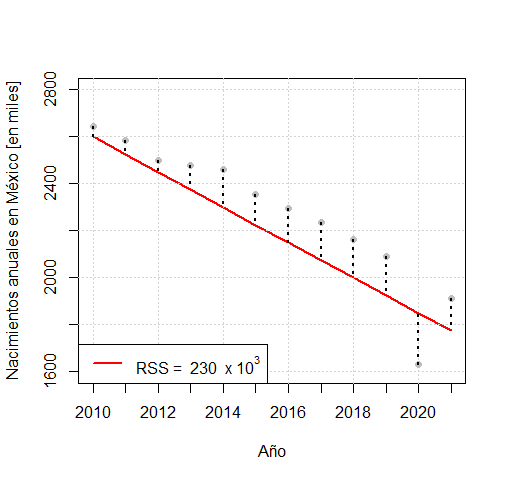 Nacimientos anuales en México [en miles]
2800
2400
2000
1600
RSS = 230 x 10³
2010 2012 2014 2016 2018 2020
Año